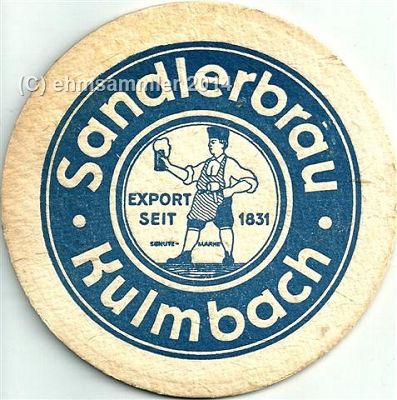 (C) ehmsammler 2014
Sandlerbräu
EXPORT
SEIT 1831
SCHUTZ- MARKE
· Kulmbach ·